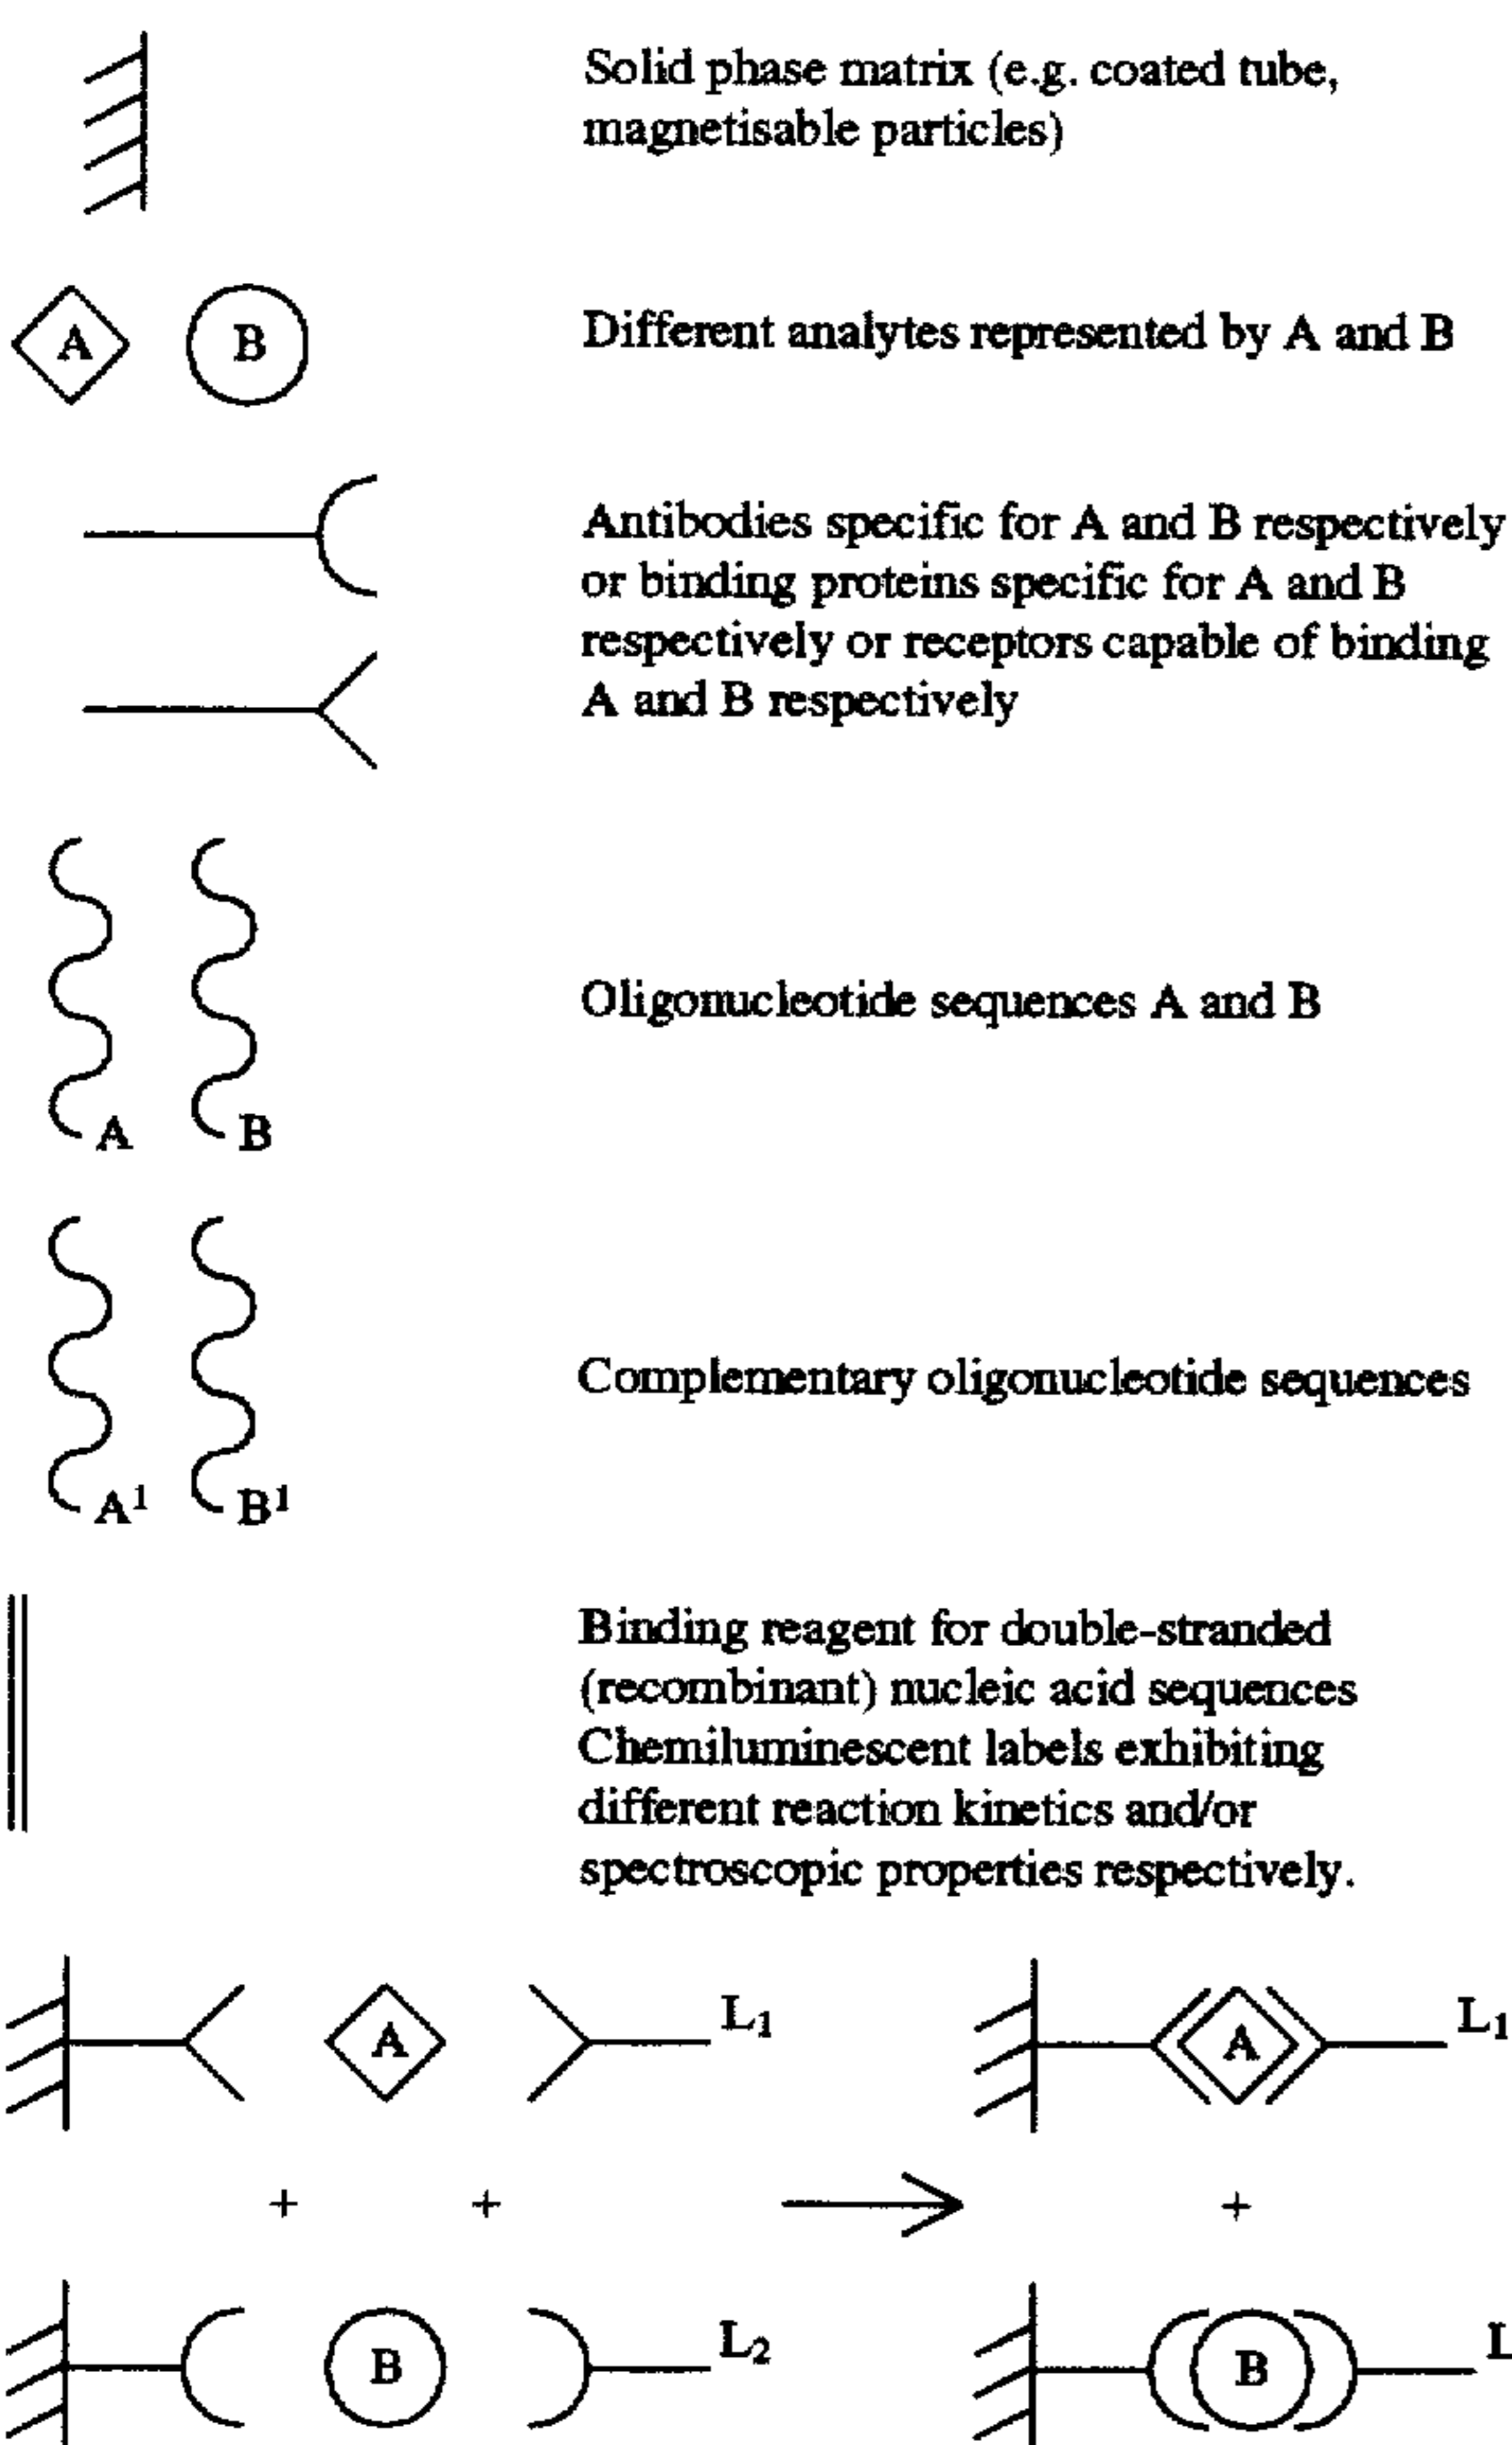 Solid phase matrix (e.g. coated tube,
magnetisable particles)
A B
Different analytes represented by A and B
Antibodies specific for A and B respectively
or binding proteins specific for A and B
respectively or receptors capable of binding
A and B respectively
Oligonucleotide sequences A and B
A B
Complementary oligonucleotide sequences
A¹ B¹
Binding reagent for double-stranded
(recombinant) nucleic acid sequences
Chemiluminescent labels exhibiting
different reaction kinetics and/or
spectroscopic properties respectively.
A L₁ A L₁
+ + +
B L₂ B L